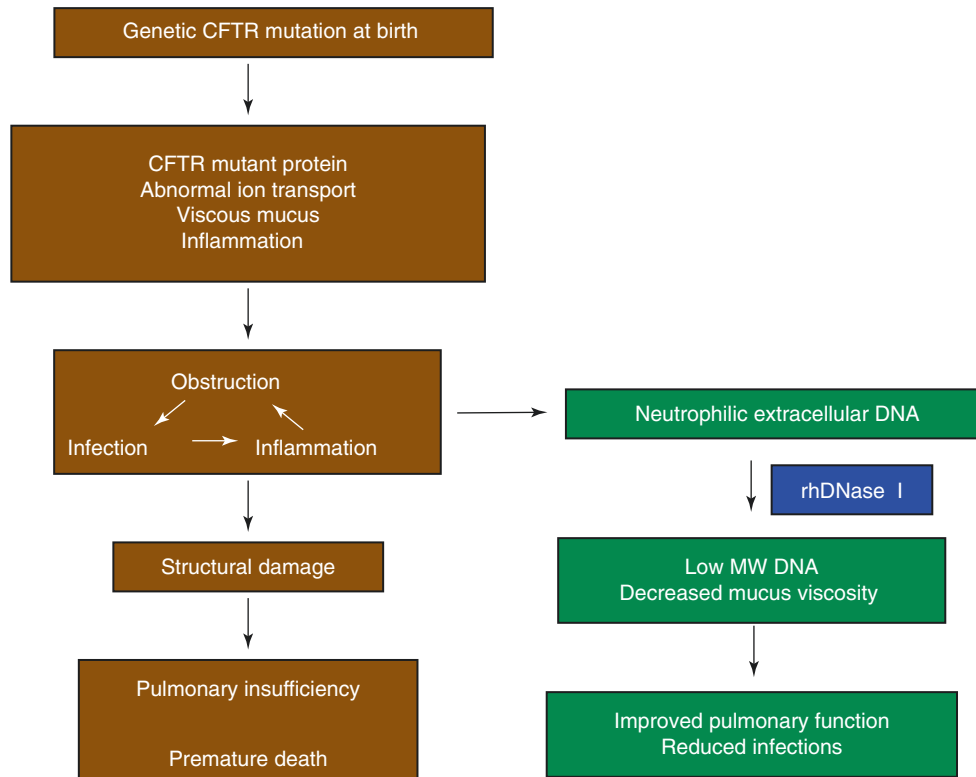 Genetic CFTR mutation at birth
CFTR mutant protein
Abnormal ion transport
Viscous mucus
Inflammation
Obstruction
Infection
Inflammation
Structural damage
Pulmonary insufficiency
Premature death
Neutrophilic extracellular DNA
rhDNase I
Low MW DNA
Decreased mucus viscosity
Improved pulmonary function
Reduced infections